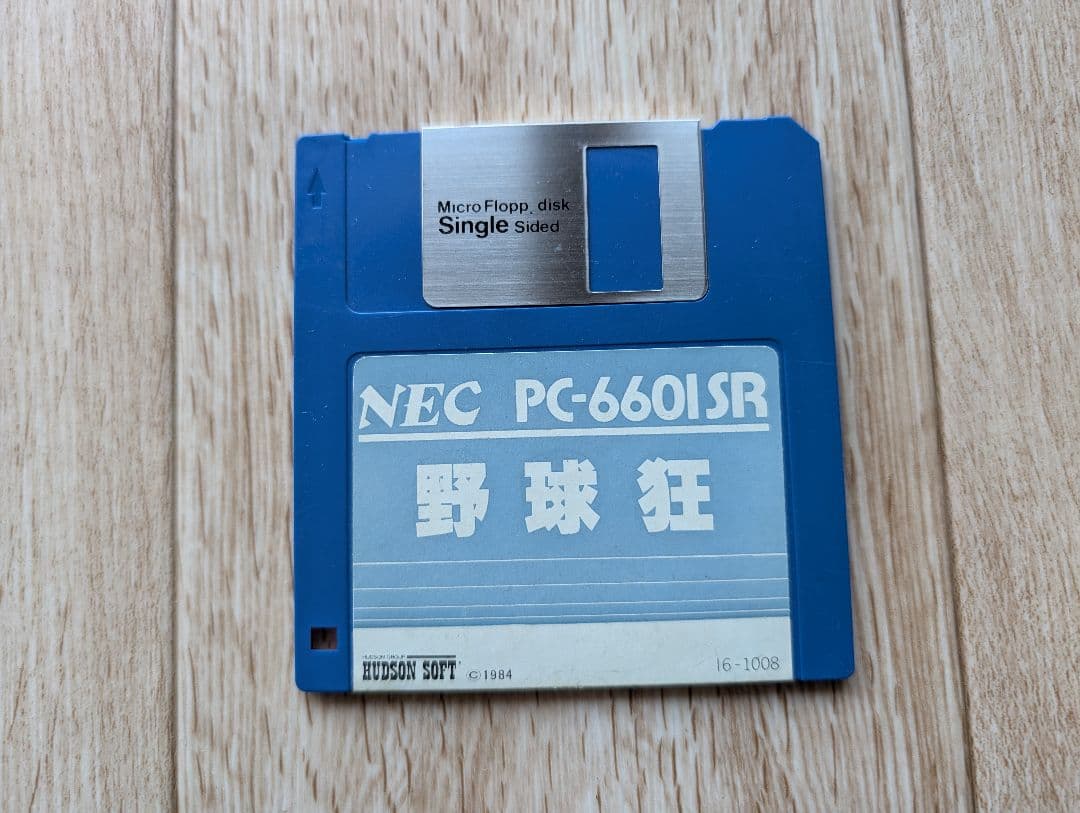 Micro Flopp. disk
Single Sided
NEC PC-6601SR
野球狂
HUDSON GROUP
HUDSON SOFT
©1984
16-1008